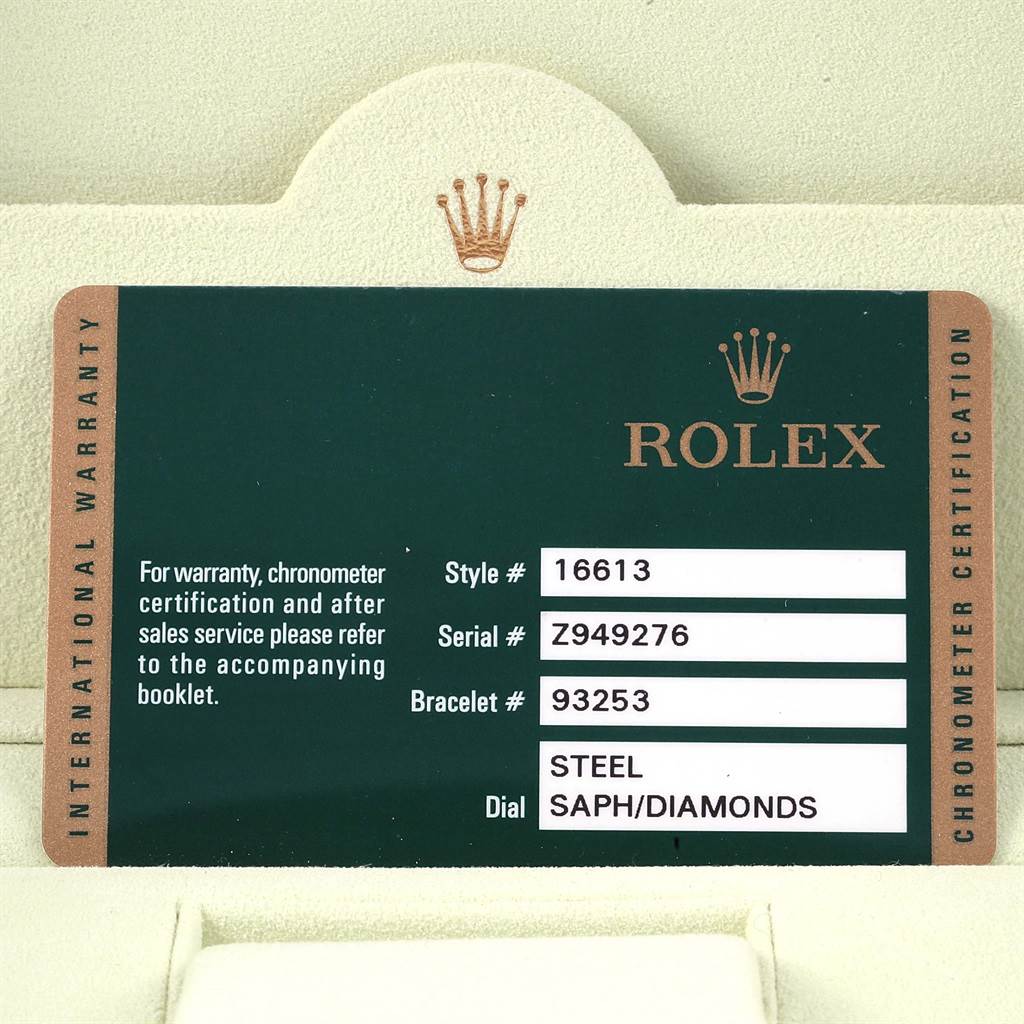 INTERNATIONAL WARRANTY
ROLEX
For warranty, chronometer
certification and after
sales service please refer
to the accompanying
booklet.
Style # 16613
Serial # Z949276
Bracelet # 93253
STEEL
Dial SAPH/DIAMONDS
CHRONOMETER CERTIFICATION